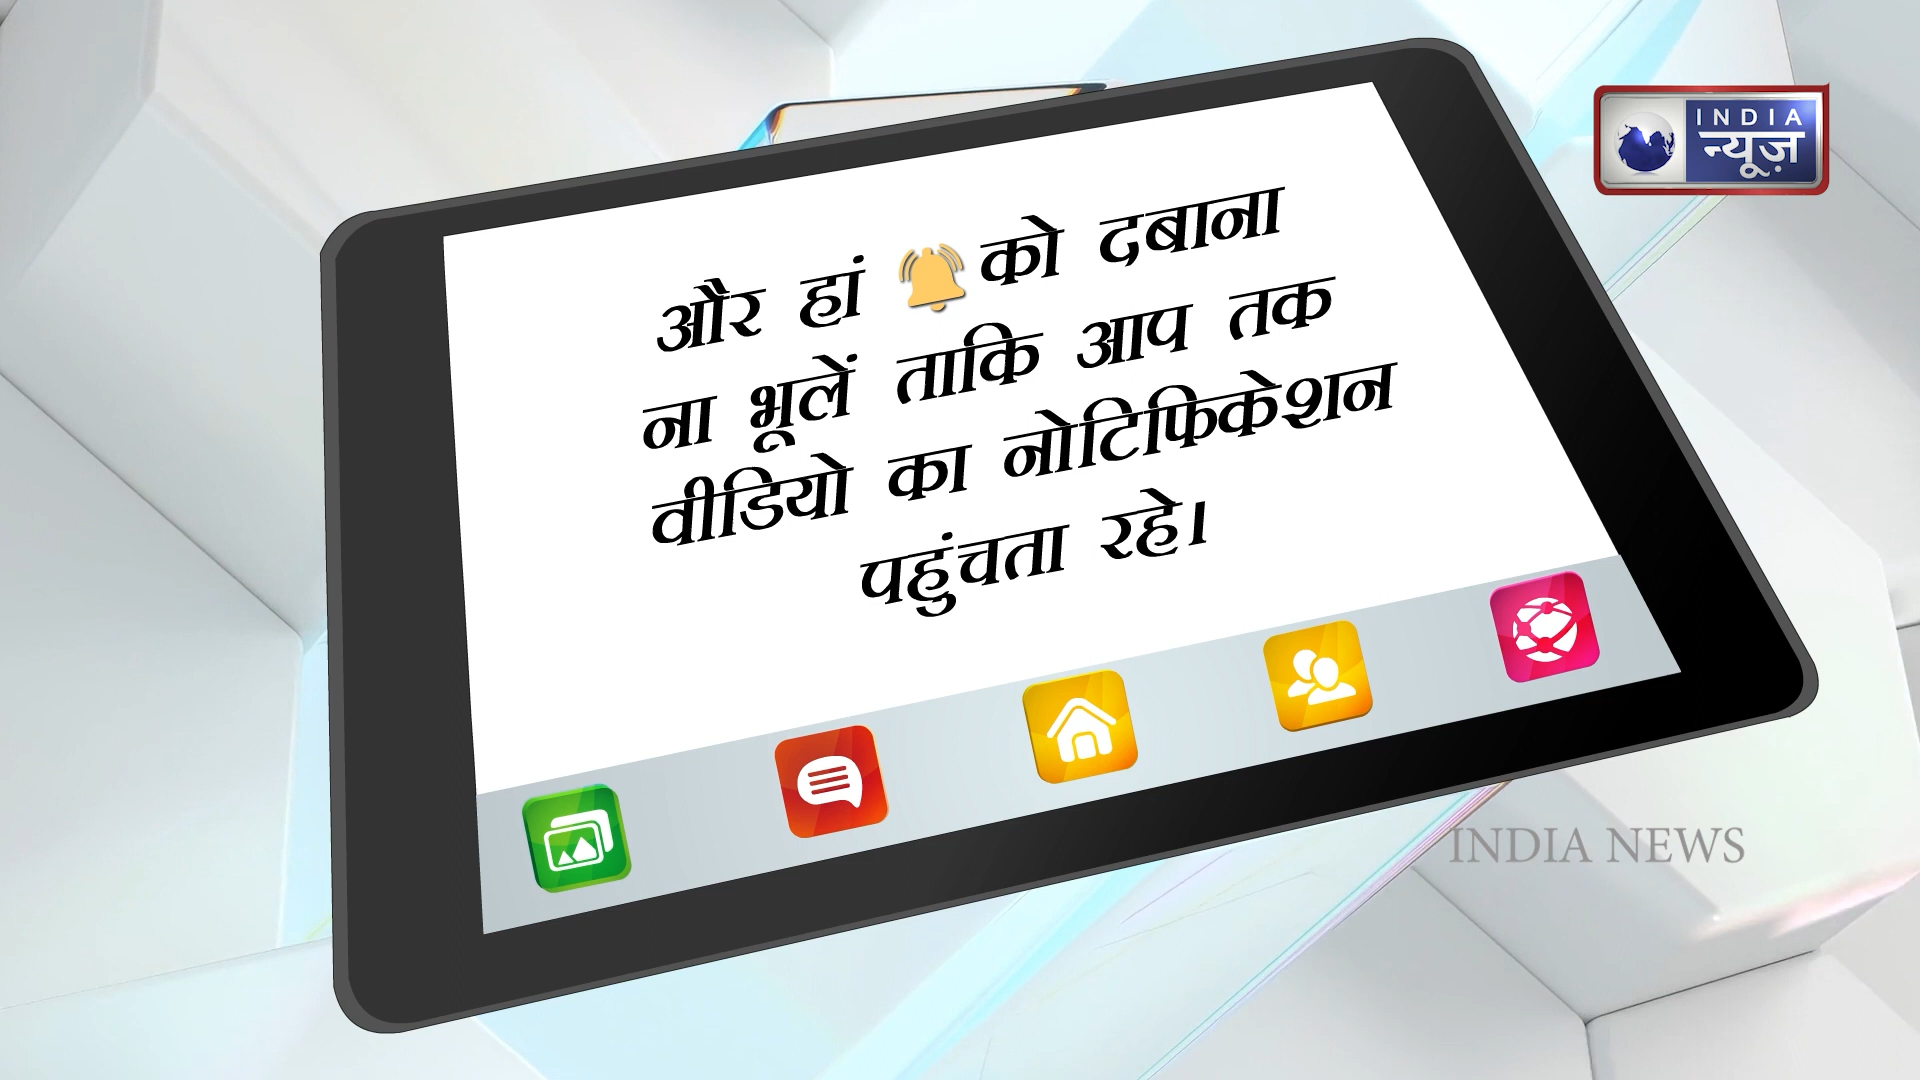 INDIA
न्यूज़
और हां 🔔 को दबाना
ना भूलें ताकि आप तक
वीडियो का नोटिफिकेशन
पहुंचता रहे।
INDIA NEWS